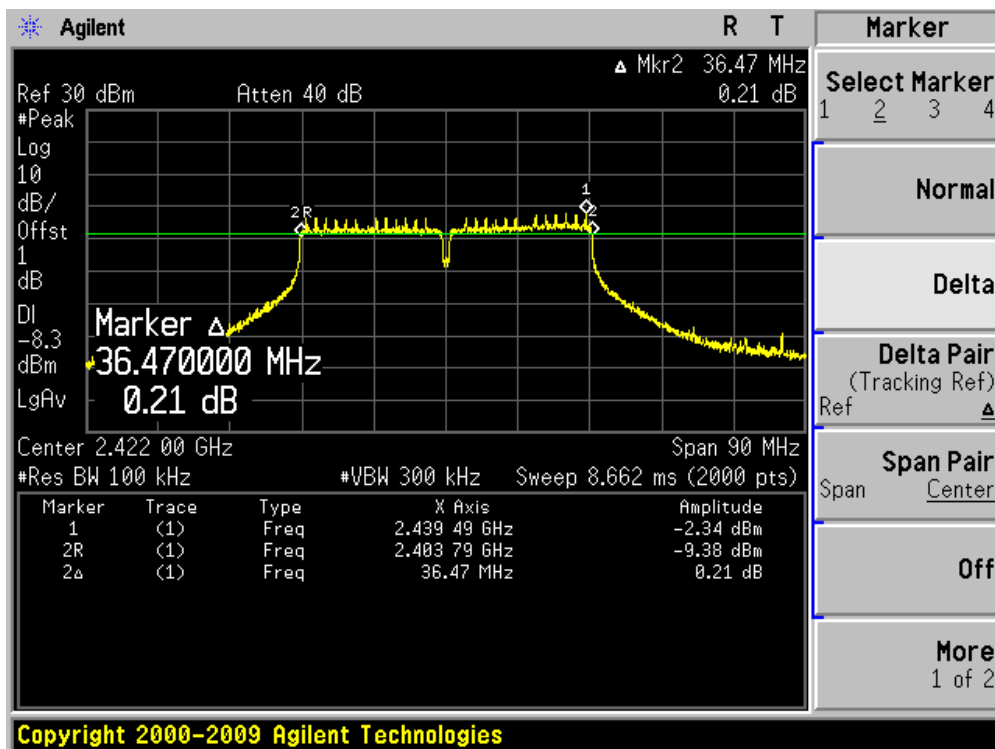 Agilent R T
Δ Mkr2 36.47 MHz
Ref 30 dBm Atten 40 dB 0.21 dB
#Peak
Log
10
dB/
Offst
1
dB
DI
-8.3
dBm
LgAv
1
2R
2
Marker Δ
36.470000 MHz
0.21 dB
Center 2.422 00 GHz Span 90 MHz
#Res BW 100 kHz #VBW 300 kHz Sweep 8.662 ms (2000 pts)
Marker Trace Type X Axis Amplitude
1 (1) Freq 2.439 49 GHz -2.34 dBm
2R (1) Freq 2.403 79 GHz -9.38 dBm
2Δ (1) Freq 36.47 MHz 0.21 dB
Marker
Select Marker
1 2 3 4
Normal
Delta
Delta Pair
(Tracking Ref)
Ref Δ
Span Pair
Span Center
Off
More
1 of 2
Copyright 2000-2009 Agilent Technologies